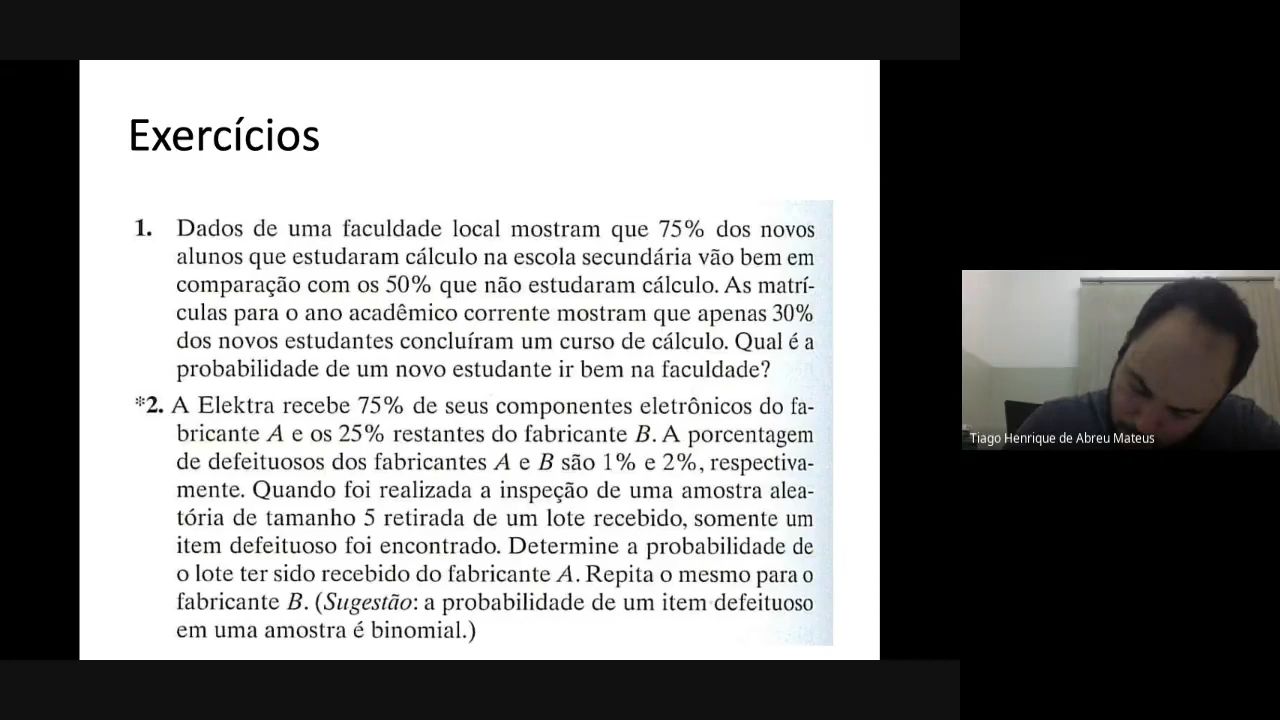 Exercícios
1. Dados de uma faculdade local mostram que 75% dos novos
alunos que estudaram cálculo na escola secundária vão bem em
comparação com os 50% que não estudaram cálculo. As matrí-
culas para o ano acadêmico corrente mostram que apenas 30%
dos novos estudantes concluíram um curso de cálculo. Qual é a
probabilidade de um novo estudante ir bem na faculdade?
*2. A Elektra recebe 75% de seus componentes eletrônicos do fa-
bricante A e os 25% restantes do fabricante B. A porcentagem
de defeituosos dos fabricantes A e B são 1% e 2%, respectiva-
mente. Quando foi realizada a inspeção de uma amostra alea-
tória de tamanho 5 retirada de um lote recebido, somente um
item defeituoso foi encontrado. Determine a probabilidade de
o lote ter sido recebido do fabricante A. Repita o mesmo para o
fabricante B. (Sugestão: a probabilidade de um item defeituoso
em uma amostra é binomial.)
Tiago Henrique de Abreu Mateus